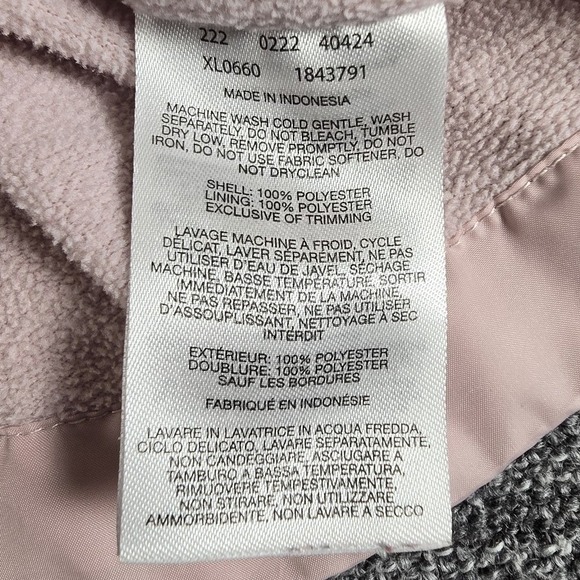 222 0222 40424
XL0660 1843791
MADE IN INDONESIA
MACHINE WASH COLD GENTLE, WASH
SEPARATELY, DO NOT BLEACH, TUMBLE
DRY LOW, REMOVE PROMPTLY, DO NOT
IRON, DO NOT USE FABRIC SOFTENER, DO
NOT DRYCLEAN
SHELL: 100% POLYESTER
LINING: 100% POLYESTER
EXCLUSIVE OF TRIMMING
LAVAGE MACHINE À FROID, CYCLE
DÉLICAT, LAVER SÉPARÉMENT, NE PAS
UTILISER D'EAU DE JAVEL, SÉCHAGE
MACHINE, BASSE TEMPÉRATURE, SORTIR
IMMÉDIATEMENT DE LA MACHINE,
NE PAS REPASSER, NE PAS UTILISER
D'ASSOUPLISSANT, NETTOYAGE À SEC
INTERDIT
EXTÉRIEUR: 100% POLYESTER
DOUBLURE: 100% POLYESTER
SAUF LES BORDURES
FABRIQUÉ EN INDONÉSIE
LAVARE IN LAVATRICE IN ACQUA FREDDA,
CICLO DELICATO, LAVARE SEPARATAMENTE,
NON CANDEGGIARE, ASCIUGARE A
TAMBURO A BASSA TEMPERATURA,
RIMUOVERE TEMPESTIVAMENTE,
NON STIRARE, NON UTILIZZARE
AMMORBIDENTE, NON LAVARE A SECCO